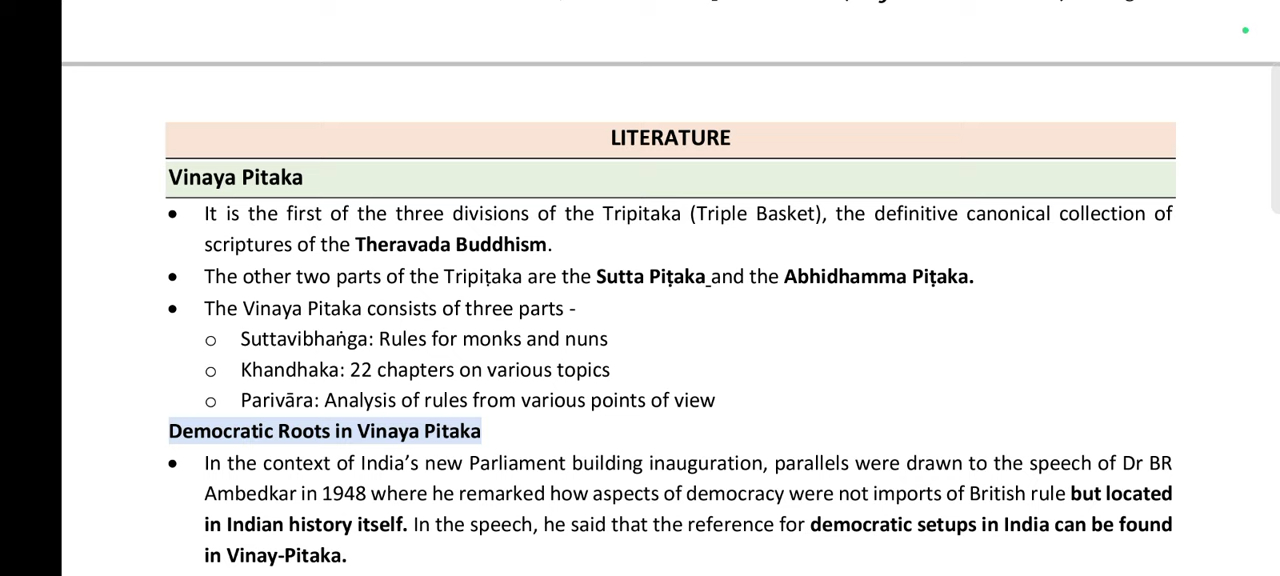 LITERATURE
Vinaya Pitaka
• It is the first of the three divisions of the Tripitaka (Triple Basket), the definitive canonical collection of
scriptures of the Theravada Buddhism.
• The other two parts of the Tripiṭaka are the Sutta Piṭaka and the Abhidhamma Piṭaka.
• The Vinaya Pitaka consists of three parts -
o Suttavibhaṅga: Rules for monks and nuns
o Khandhaka: 22 chapters on various topics
o Parivāra: Analysis of rules from various points of view
Democratic Roots in Vinaya Pitaka
• In the context of India’s new Parliament building inauguration, parallels were drawn to the speech of Dr BR
Ambedkar in 1948 where he remarked how aspects of democracy were not imports of British rule but located
in Indian history itself. In the speech, he said that the reference for democratic setups in India can be found
in Vinay-Pitaka.